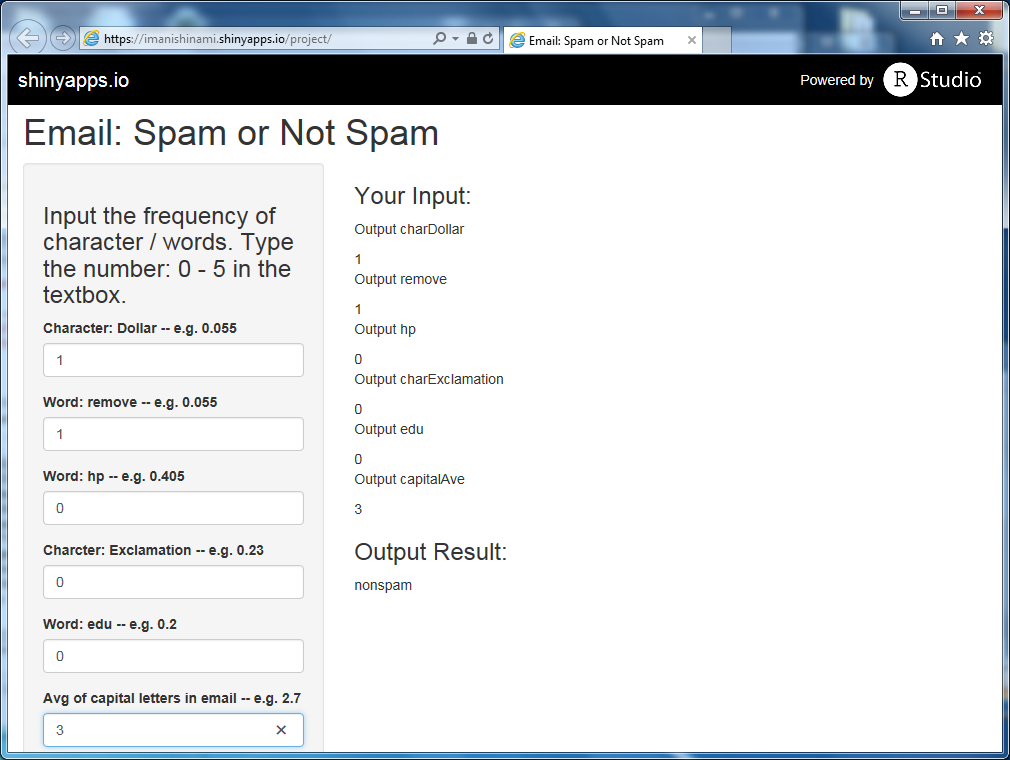 https://imanishinami.shinyapps.io/project/
Email: Spam or Not Spam
shinyapps.io
Powered by R Studio
Email: Spam or Not Spam
Input the frequency of
character / words. Type
the number: 0 - 5 in the
textbox.
Character: Dollar -- e.g. 0.055
1
Word: remove -- e.g. 0.055
1
Word: hp -- e.g. 0.405
0
Charcter: Exclamation -- e.g. 0.23
0
Word: edu -- e.g. 0.2
0
Avg of capital letters in email -- e.g. 2.7
3
Your Input:
Output charDollar
1
Output remove
1
Output hp
0
Output charExclamation
0
Output edu
0
Output capitalAve
3
Output Result:
nonspam